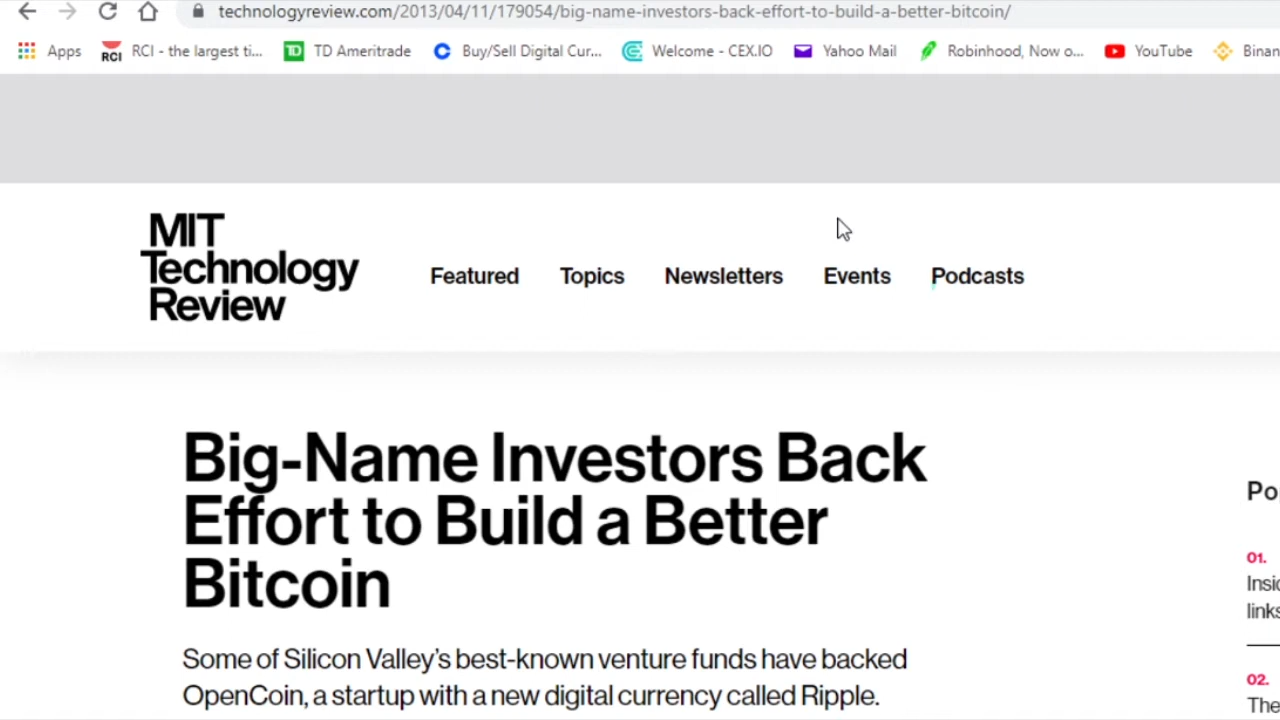 technologyreview.com/2013/04/11/179054/big-name-investors-back-effort-to-build-a-better-bitcoin/
Apps RCI RCI - the largest ti... TD TD Ameritrade Buy/Sell Digital Cur... Welcome - CEX.IO Yahoo Mail Robinhood, Now o... YouTube Binan
MIT
Technology
Review
Featured Topics Newsletters Events Podcasts
Big-Name Investors Back
Effort to Build a Better
Bitcoin
Some of Silicon Valley’s best-known venture funds have backed
OpenCoin, a startup with a new digital currency called Ripple.
Po
01.
Insid
links
02.
The